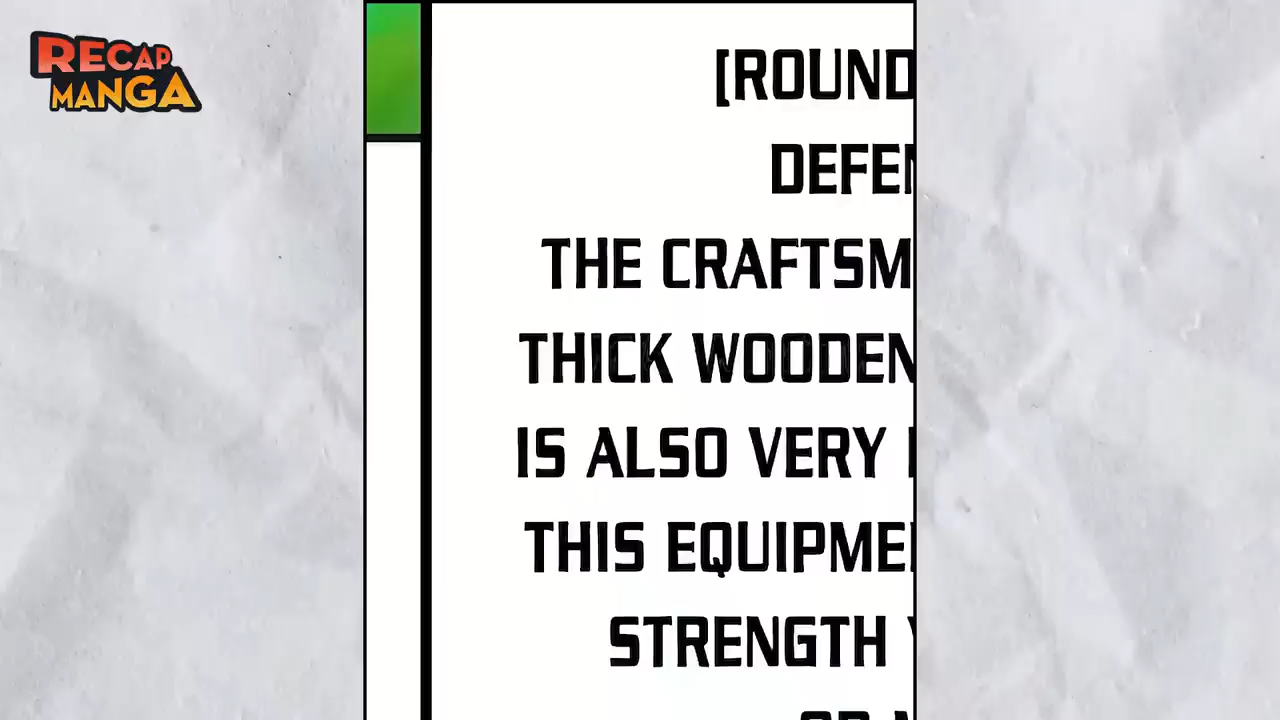 RECAP
MANGA
[ROUND
DEFEN
THE CRAFTSM
THICK WOODEN
IS ALSO VERY
THIS EQUIPME
STRENGTH